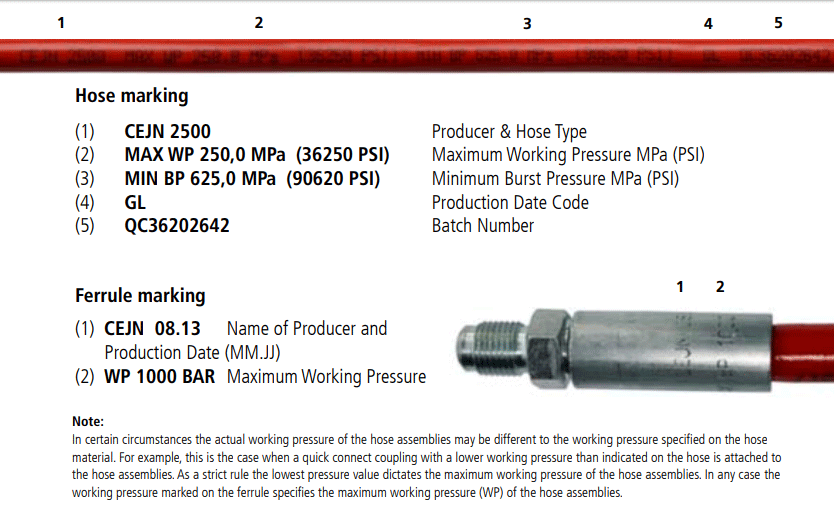 1 2 3 4 5
CEJN 2500 MAX WP 250.0 MPa (36250 PSI) MIN BP 625.0 MPa (90620 PSI) GL QC36202642
Hose marking
(1) CEJN 2500 Producer & Hose Type
(2) MAX WP 250,0 MPa (36250 PSI) Maximum Working Pressure MPa (PSI)
(3) MIN BP 625,0 MPa (90620 PSI) Minimum Burst Pressure MPa (PSI)
(4) GL Production Date Code
(5) QC36202642 Batch Number
1 2
Ferrule marking
(1) CEJN 08.13 Name of Producer and
Production Date (MM.JJ)
(2) WP 1000 BAR Maximum Working Pressure
CEJN
Note:
In certain circumstances the actual working pressure of the hose assemblies may be different to the working pressure specified on the hose
material. For example, this is the case when a quick connect coupling with a lower working pressure than indicated on the hose is attached to
the hose assemblies. As a strict rule the lowest pressure value dictates the maximum working pressure of the hose assemblies. In any case the
working pressure marked on the ferrule specifies the maximum working pressure (WP) of the hose assemblies.